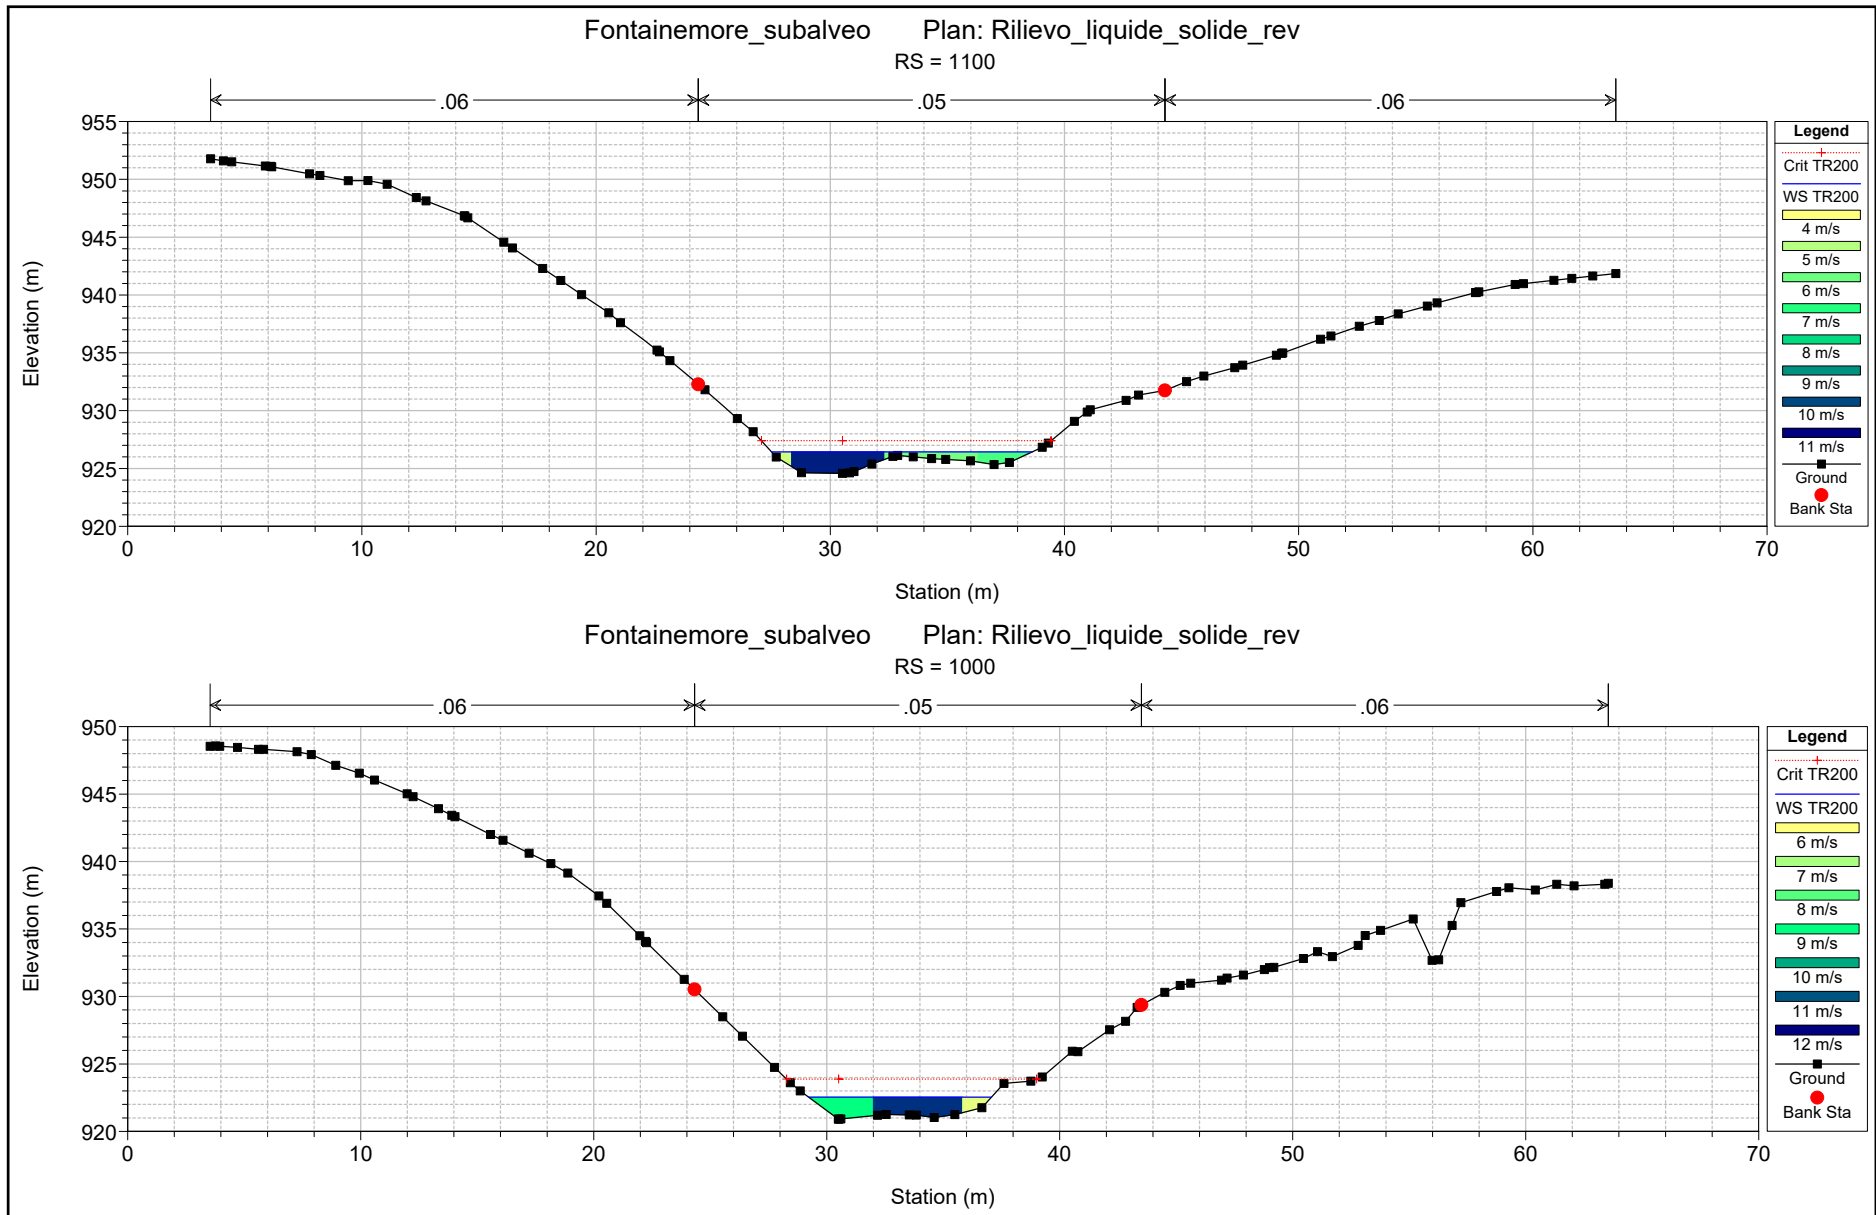 Fontainemore_subalveo Plan: Rilievo_liquide_solide_rev
RS = 1100
.06 .05 .06
955
950
945
940
935
930
925
920
Elevation (m)
0 10 20 30 40 50 60 70
Station (m)
Legend
Crit TR200
WS TR200
4 m/s
5 m/s
6 m/s
7 m/s
8 m/s
9 m/s
10 m/s
11 m/s
Ground
Bank Sta
Fontainemore_subalveo Plan: Rilievo_liquide_solide_rev
RS = 1000
.06 .05 .06
950
945
940
935
930
925
920
Elevation (m)
0 10 20 30 40 50 60 70
Station (m)
Legend
Crit TR200
WS TR200
6 m/s
7 m/s
8 m/s
9 m/s
10 m/s
11 m/s
12 m/s
Ground
Bank Sta